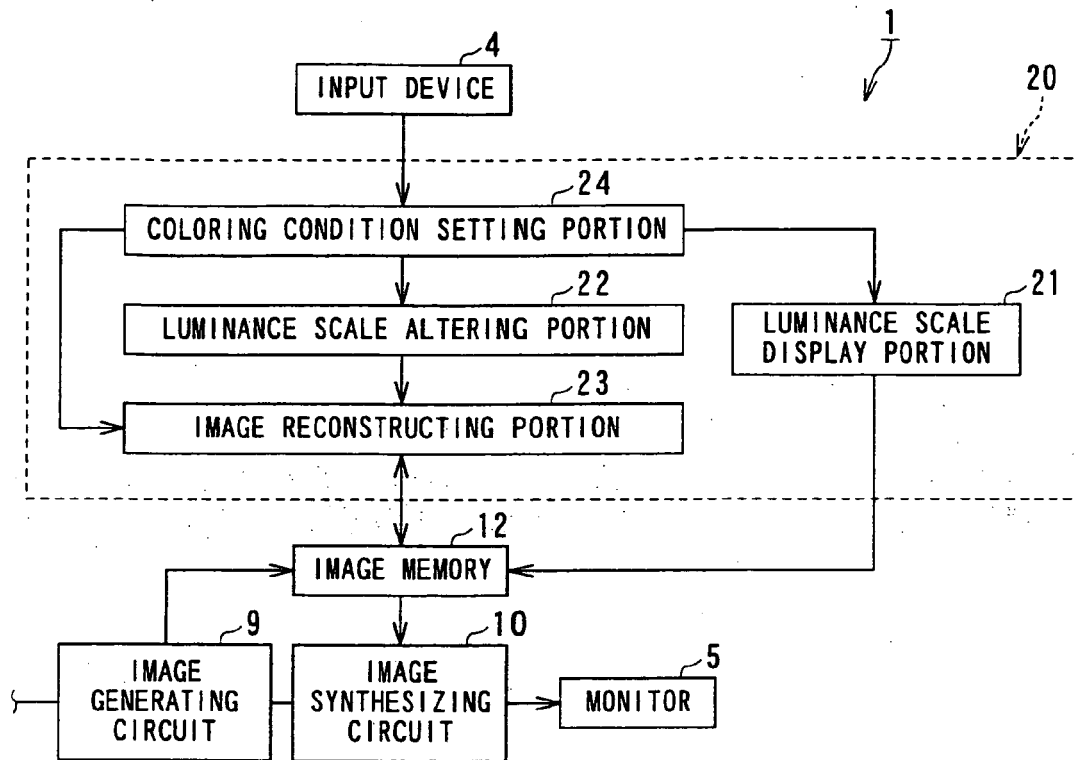 1
4
INPUT DEVICE
20
24
COLORING CONDITION SETTING PORTION
22
LUMINANCE SCALE ALTERING PORTION
21
LUMINANCE SCALE
DISPLAY PORTION
23
IMAGE RECONSTRUCTING PORTION
12
IMAGE MEMORY
9
IMAGE
GENERATING
CIRCUIT
10
IMAGE
SYNTHESIZING
CIRCUIT
5
MONITOR